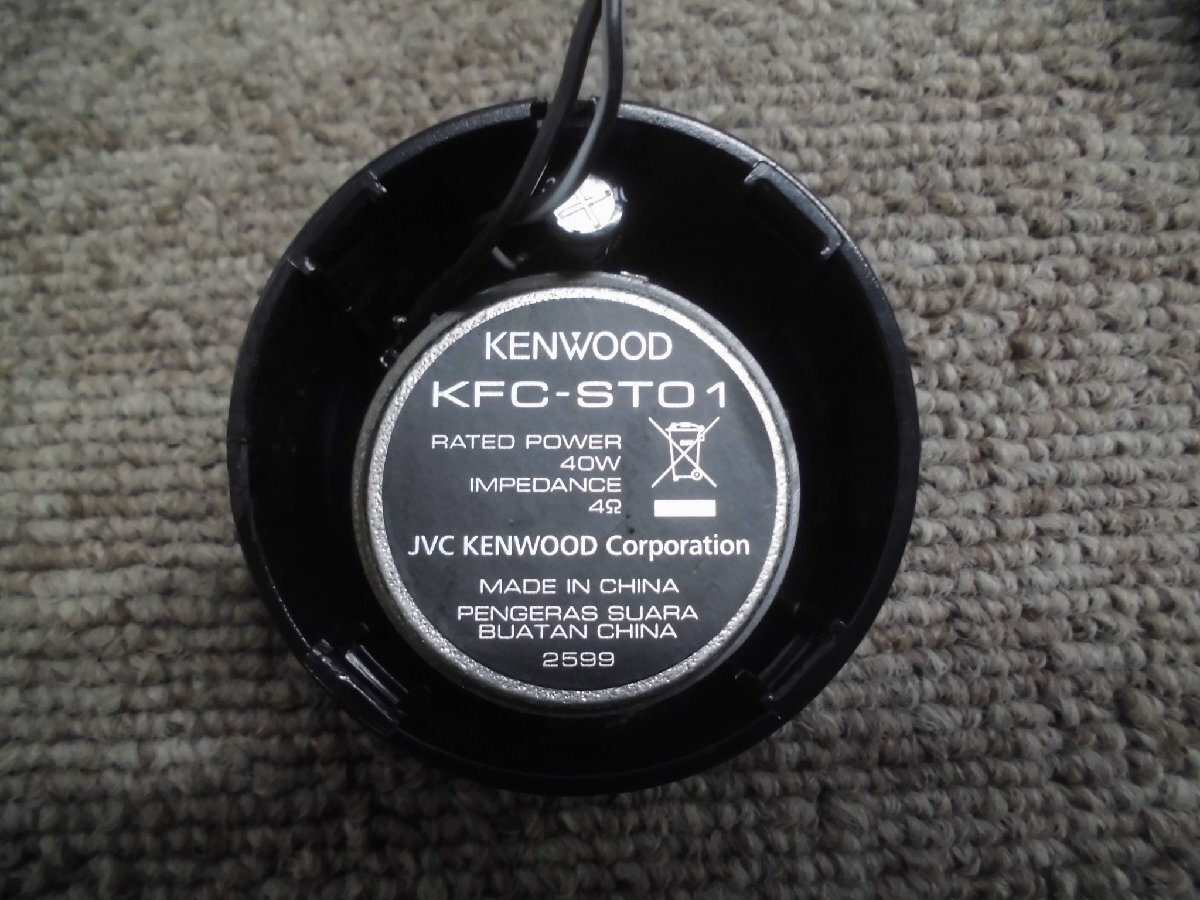 KENWOOD
KFC-ST01
RATED POWER
40W
IMPEDANCE
4Ω
JVC KENWOOD Corporation
MADE IN CHINA
PENGERAS SUARA
BUATAN CHINA
2599